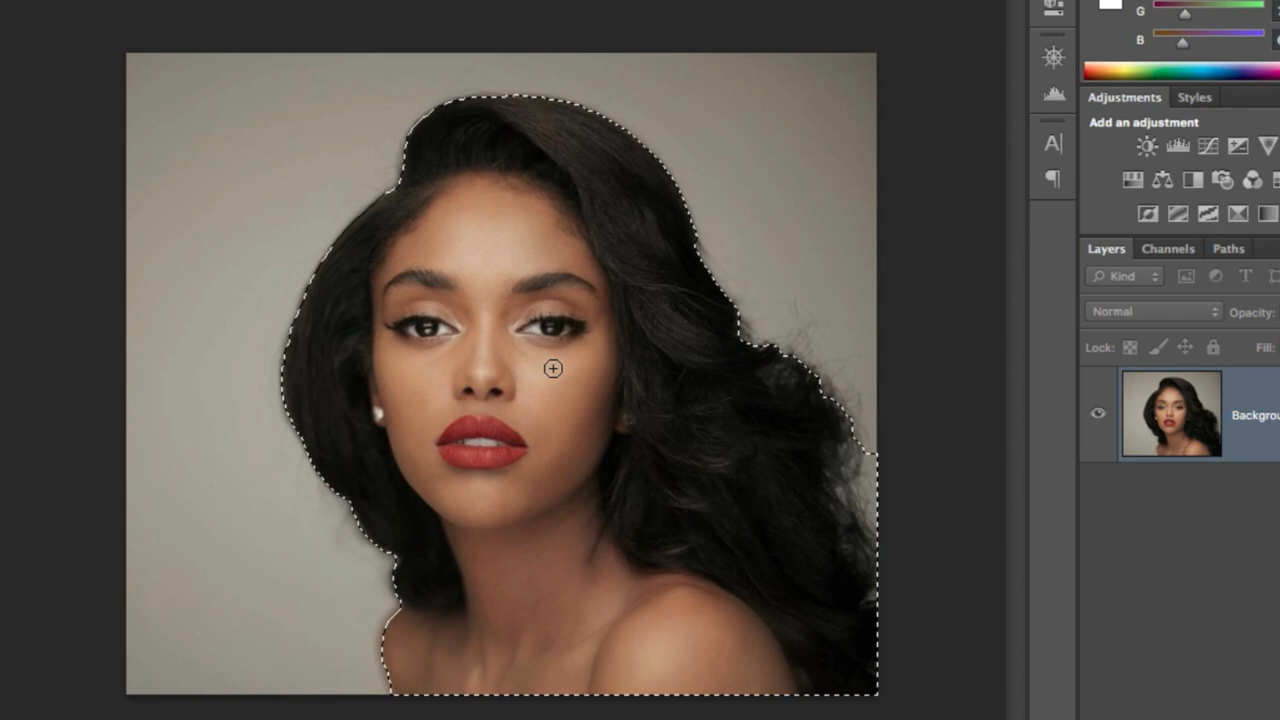 G
B
Adjustments Styles
Add an adjustment
Layers Channels Paths
Kind
Normal Opacity:
Lock: Fill:
Backgrou